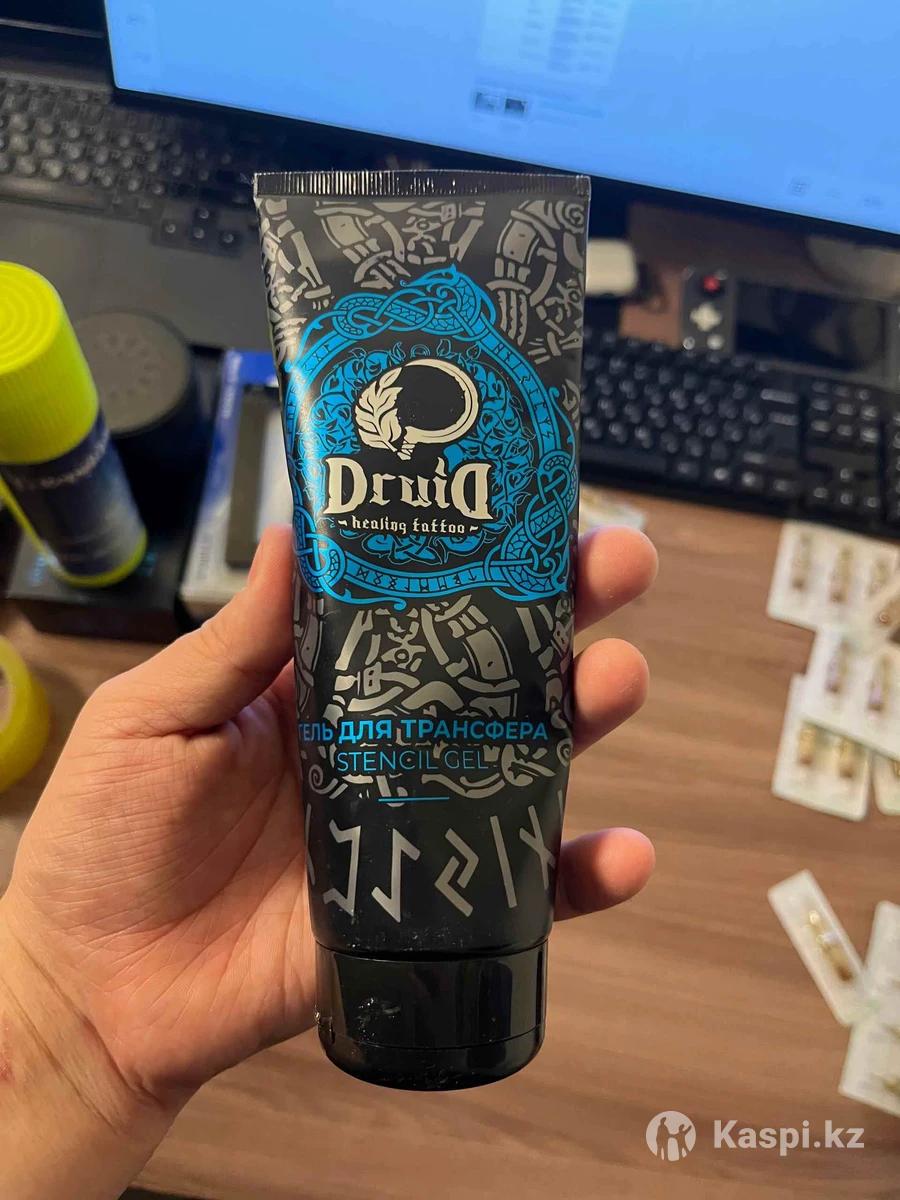 Druid
~ healing tattoo ~
ГЕЛЬ ДЛЯ ТРАНСФЕРА
STENCIL GEL
Kaspi.kz